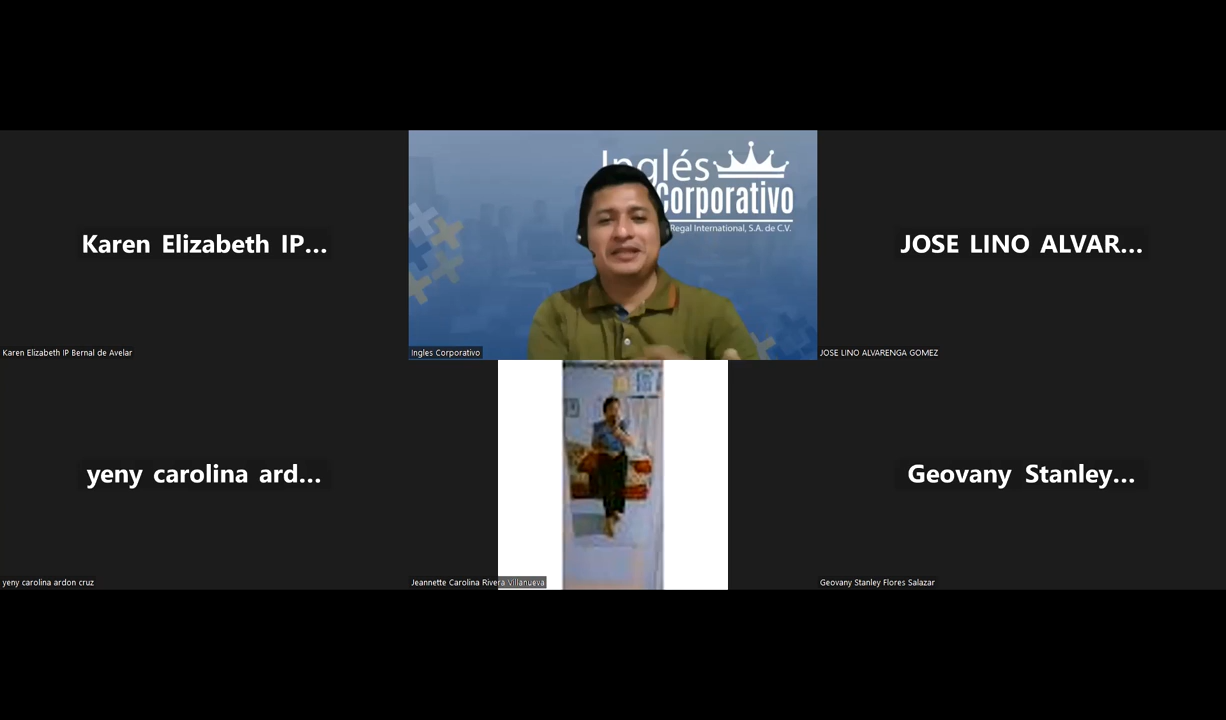 Karen Elizabeth IP...
Karen Elizabeth IP Bernal de Avelar
Inglés
Corporativo
Regal International, S.A. de C.V.
Ingles Corporativo
JOSE LINO ALVAR...
JOSE LINO ALVARENGA GOMEZ
yeny carolina ard...
yeny carolina ardon cruz
Jeannette Carolina Rivera Villanueva
Geovany Stanley...
Geovany Stanley Flores Salazar